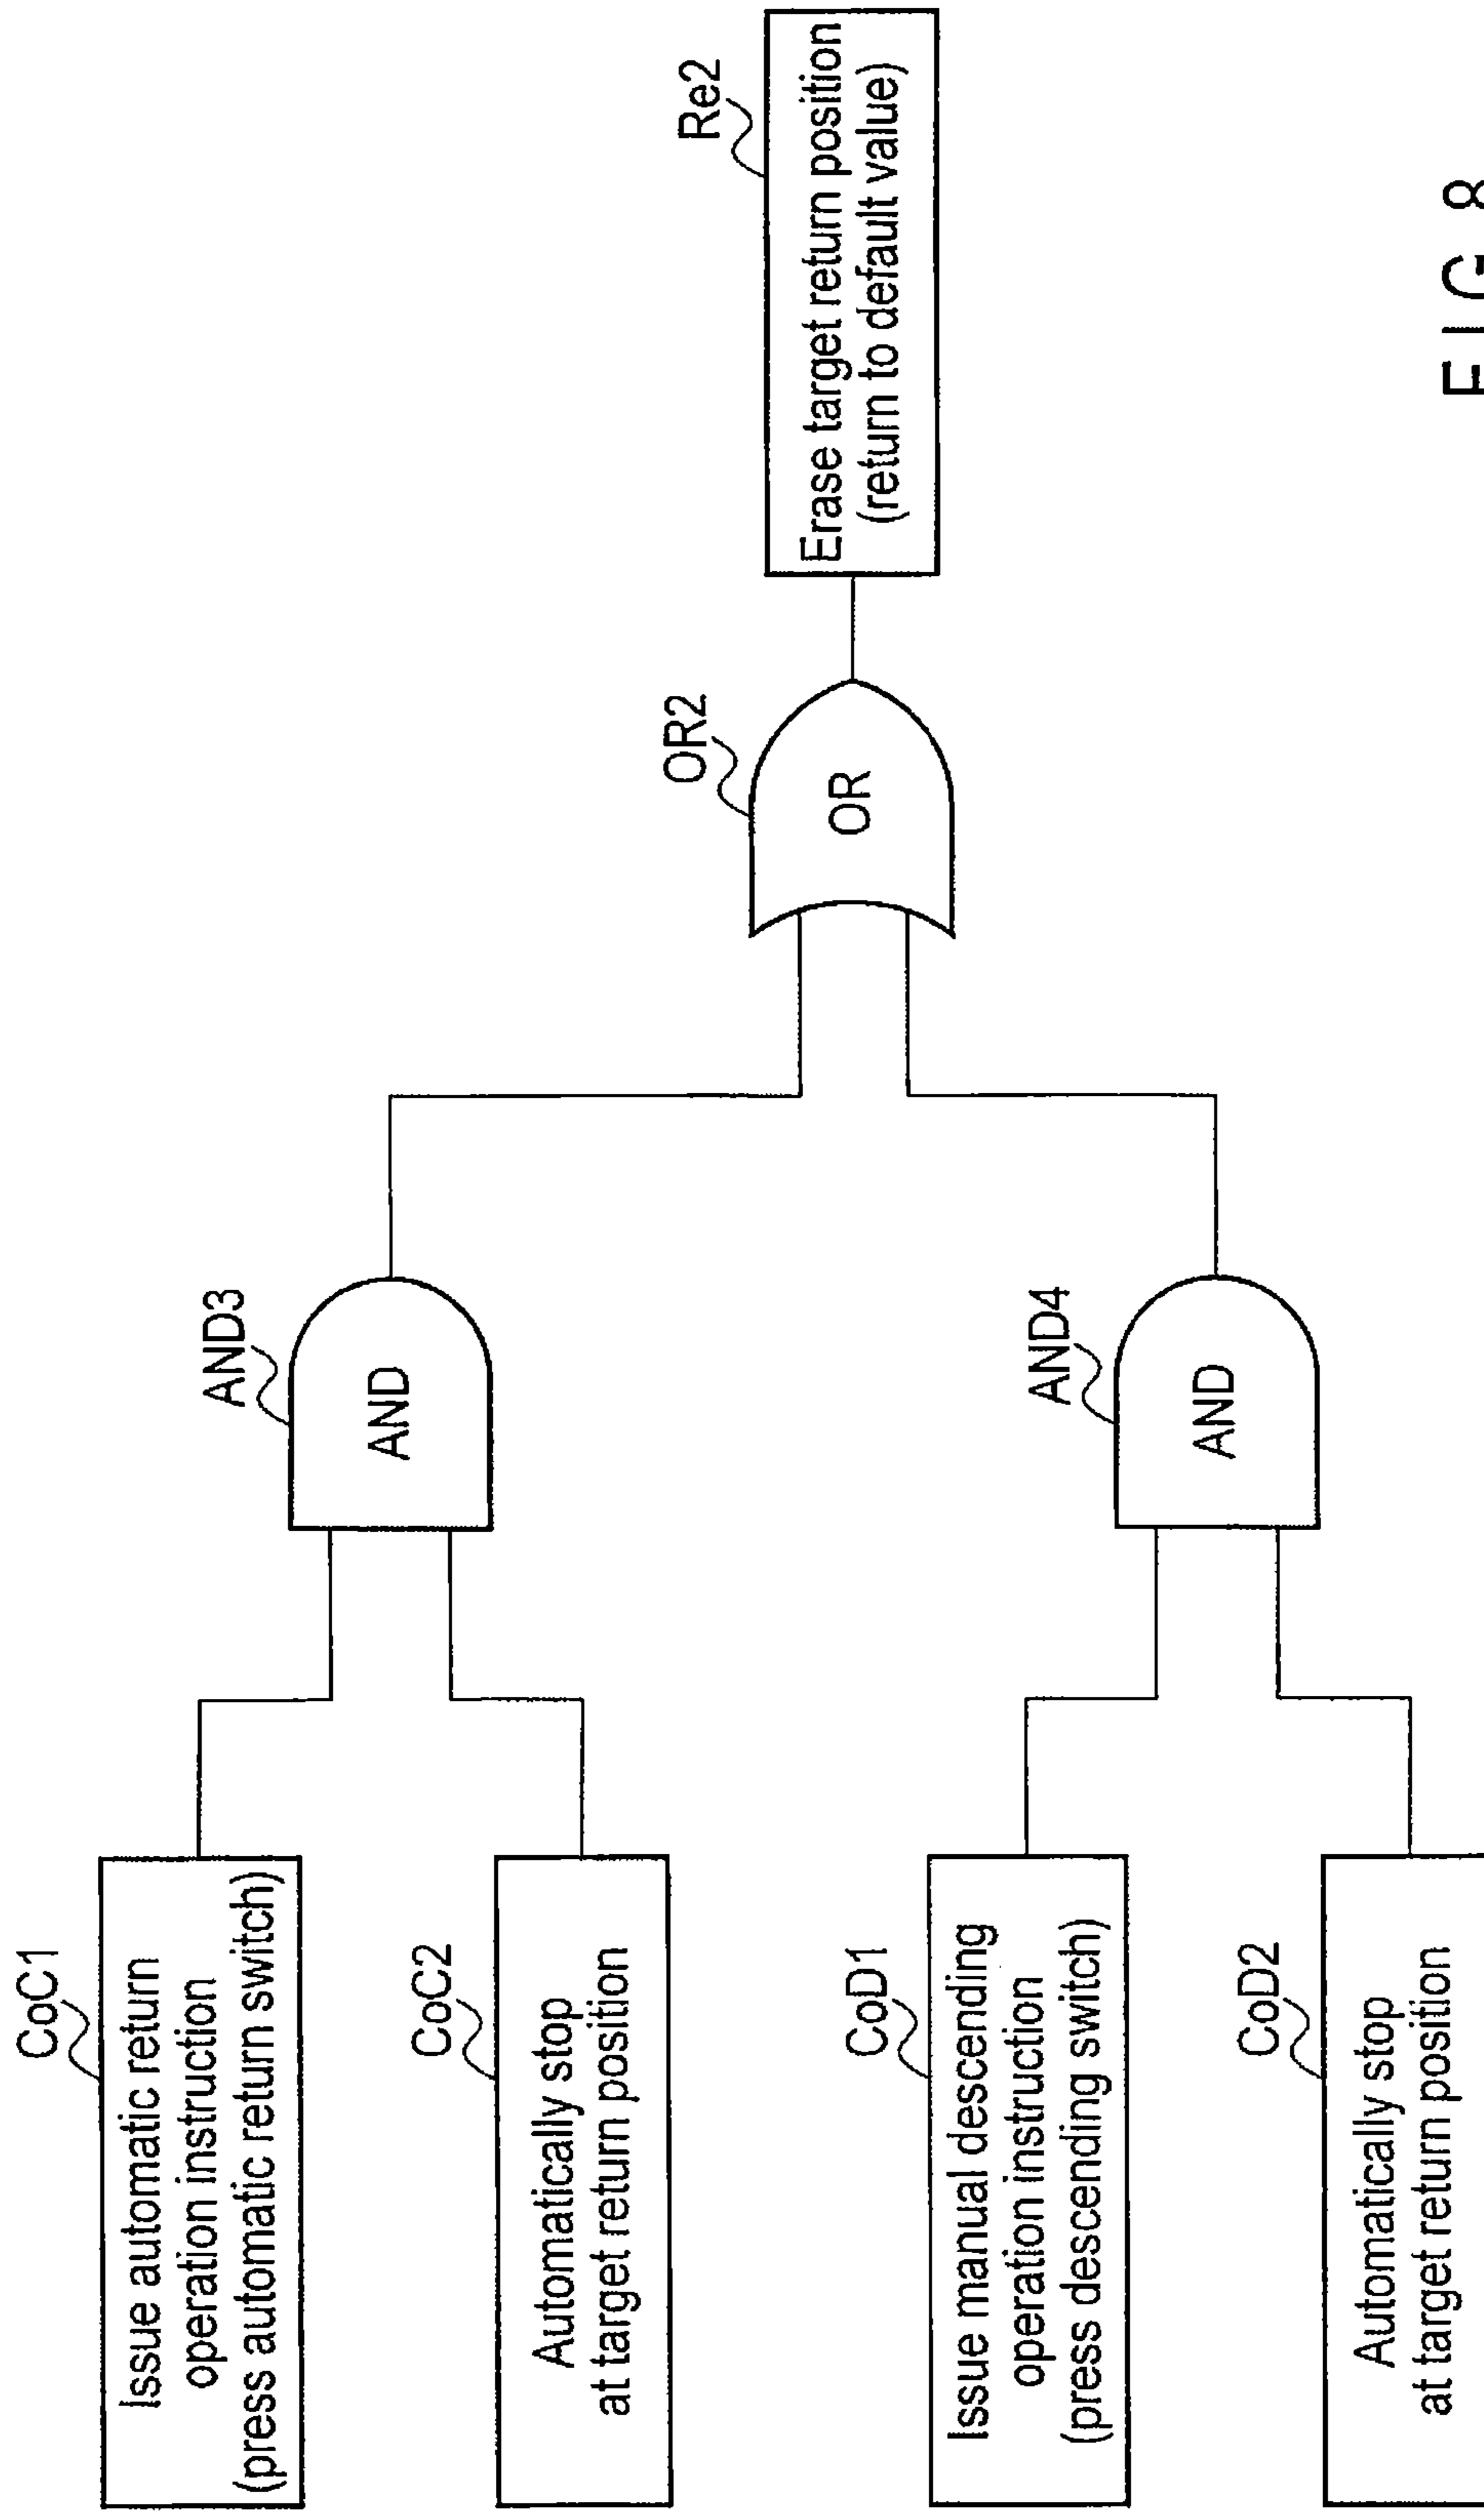 CoC1
Issue automatic return
operation instruction
(press automatic return switch)
CoC2
Automatically stop
at target return position
CoD1
Issue manual descending
operation instruction
(press descending switch)
CoD2
Automatically stop
at target return position
AND3
AND
AND4
AND
OR2
OR
Re2
Erase target return position
(return to default value)
F I G. 8